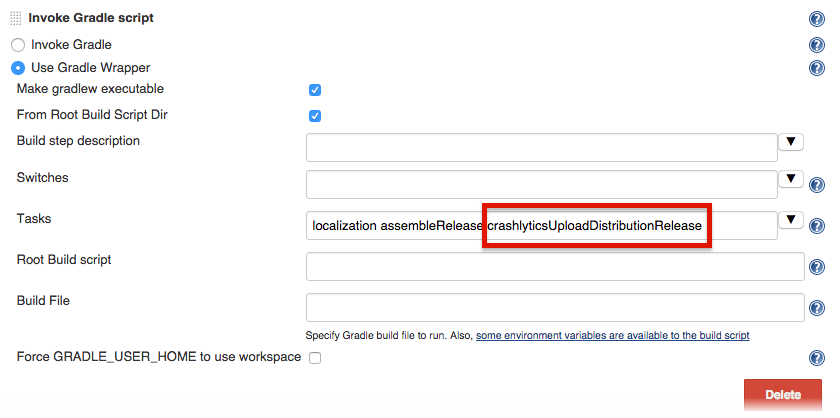 Invoke Gradle script
Invoke Gradle
Use Gradle Wrapper
Make gradlew executable
From Root Build Script Dir
Build step description
Switches
Tasks
localization assembleRelease crashlyticsUploadDistributionRelease
Root Build script
Build File
Specify Gradle build file to run. Also, some environment variables are available to the build script
Force GRADLE_USER_HOME to use workspace
Delete